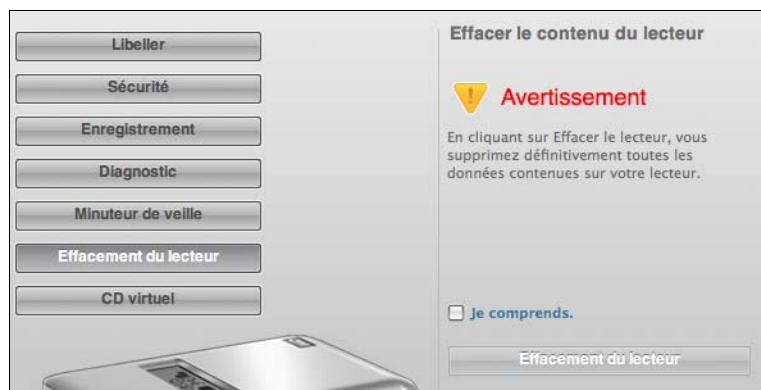 Libeller
Sécurité
Enregistrement
Diagnostic
Minuteur de veille
Effacement du lecteur
CD virtuel
Effacer le contenu du lecteur
Avertissement
En cliquant sur Effacer le lecteur, vous
supprimez définitivement toutes les
données contenues sur votre lecteur.
Je comprends.
Effacement du lecteur